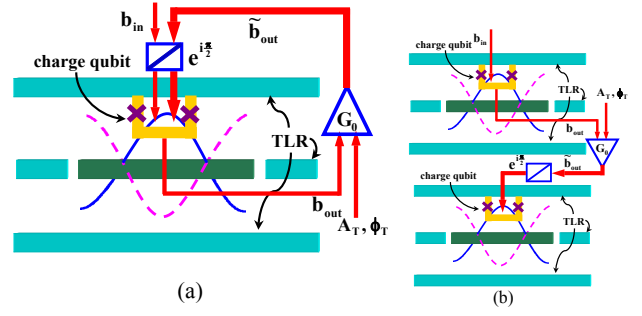 b_in
b̃_out
e^{iπ/2}
charge qubit
G_0
TLR
b_out
A_T, ϕ_T
(a)
b_in
charge qubit
A_T, ϕ_T
TLR
b_out
G_0
e^{iπ/2}
b̃_out
charge qubit
TLR
(b)